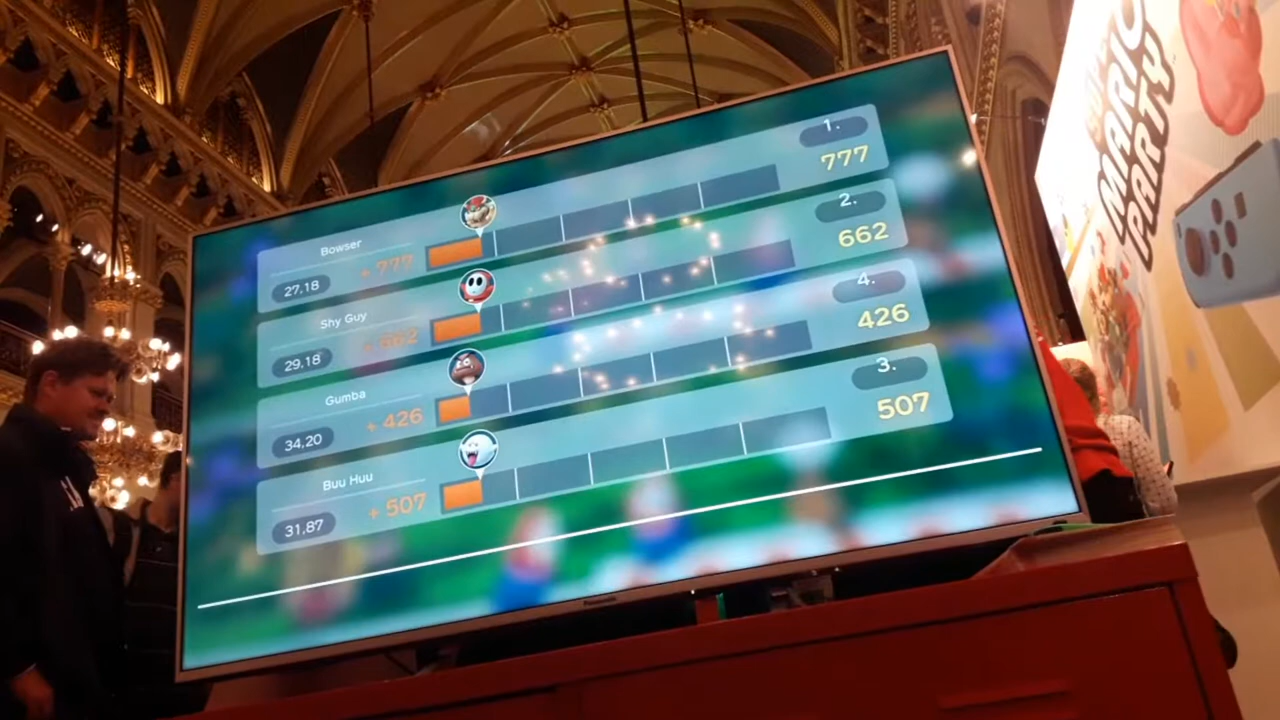 1.
777
Bowser
27,18
+ 777
2.
662
Shy Guy
29,18
+ 662
4.
426
Gumba
34,20
+ 426
3.
507
Buu Huu
31,87
+ 507
Panasonic
MARIO
PARTY